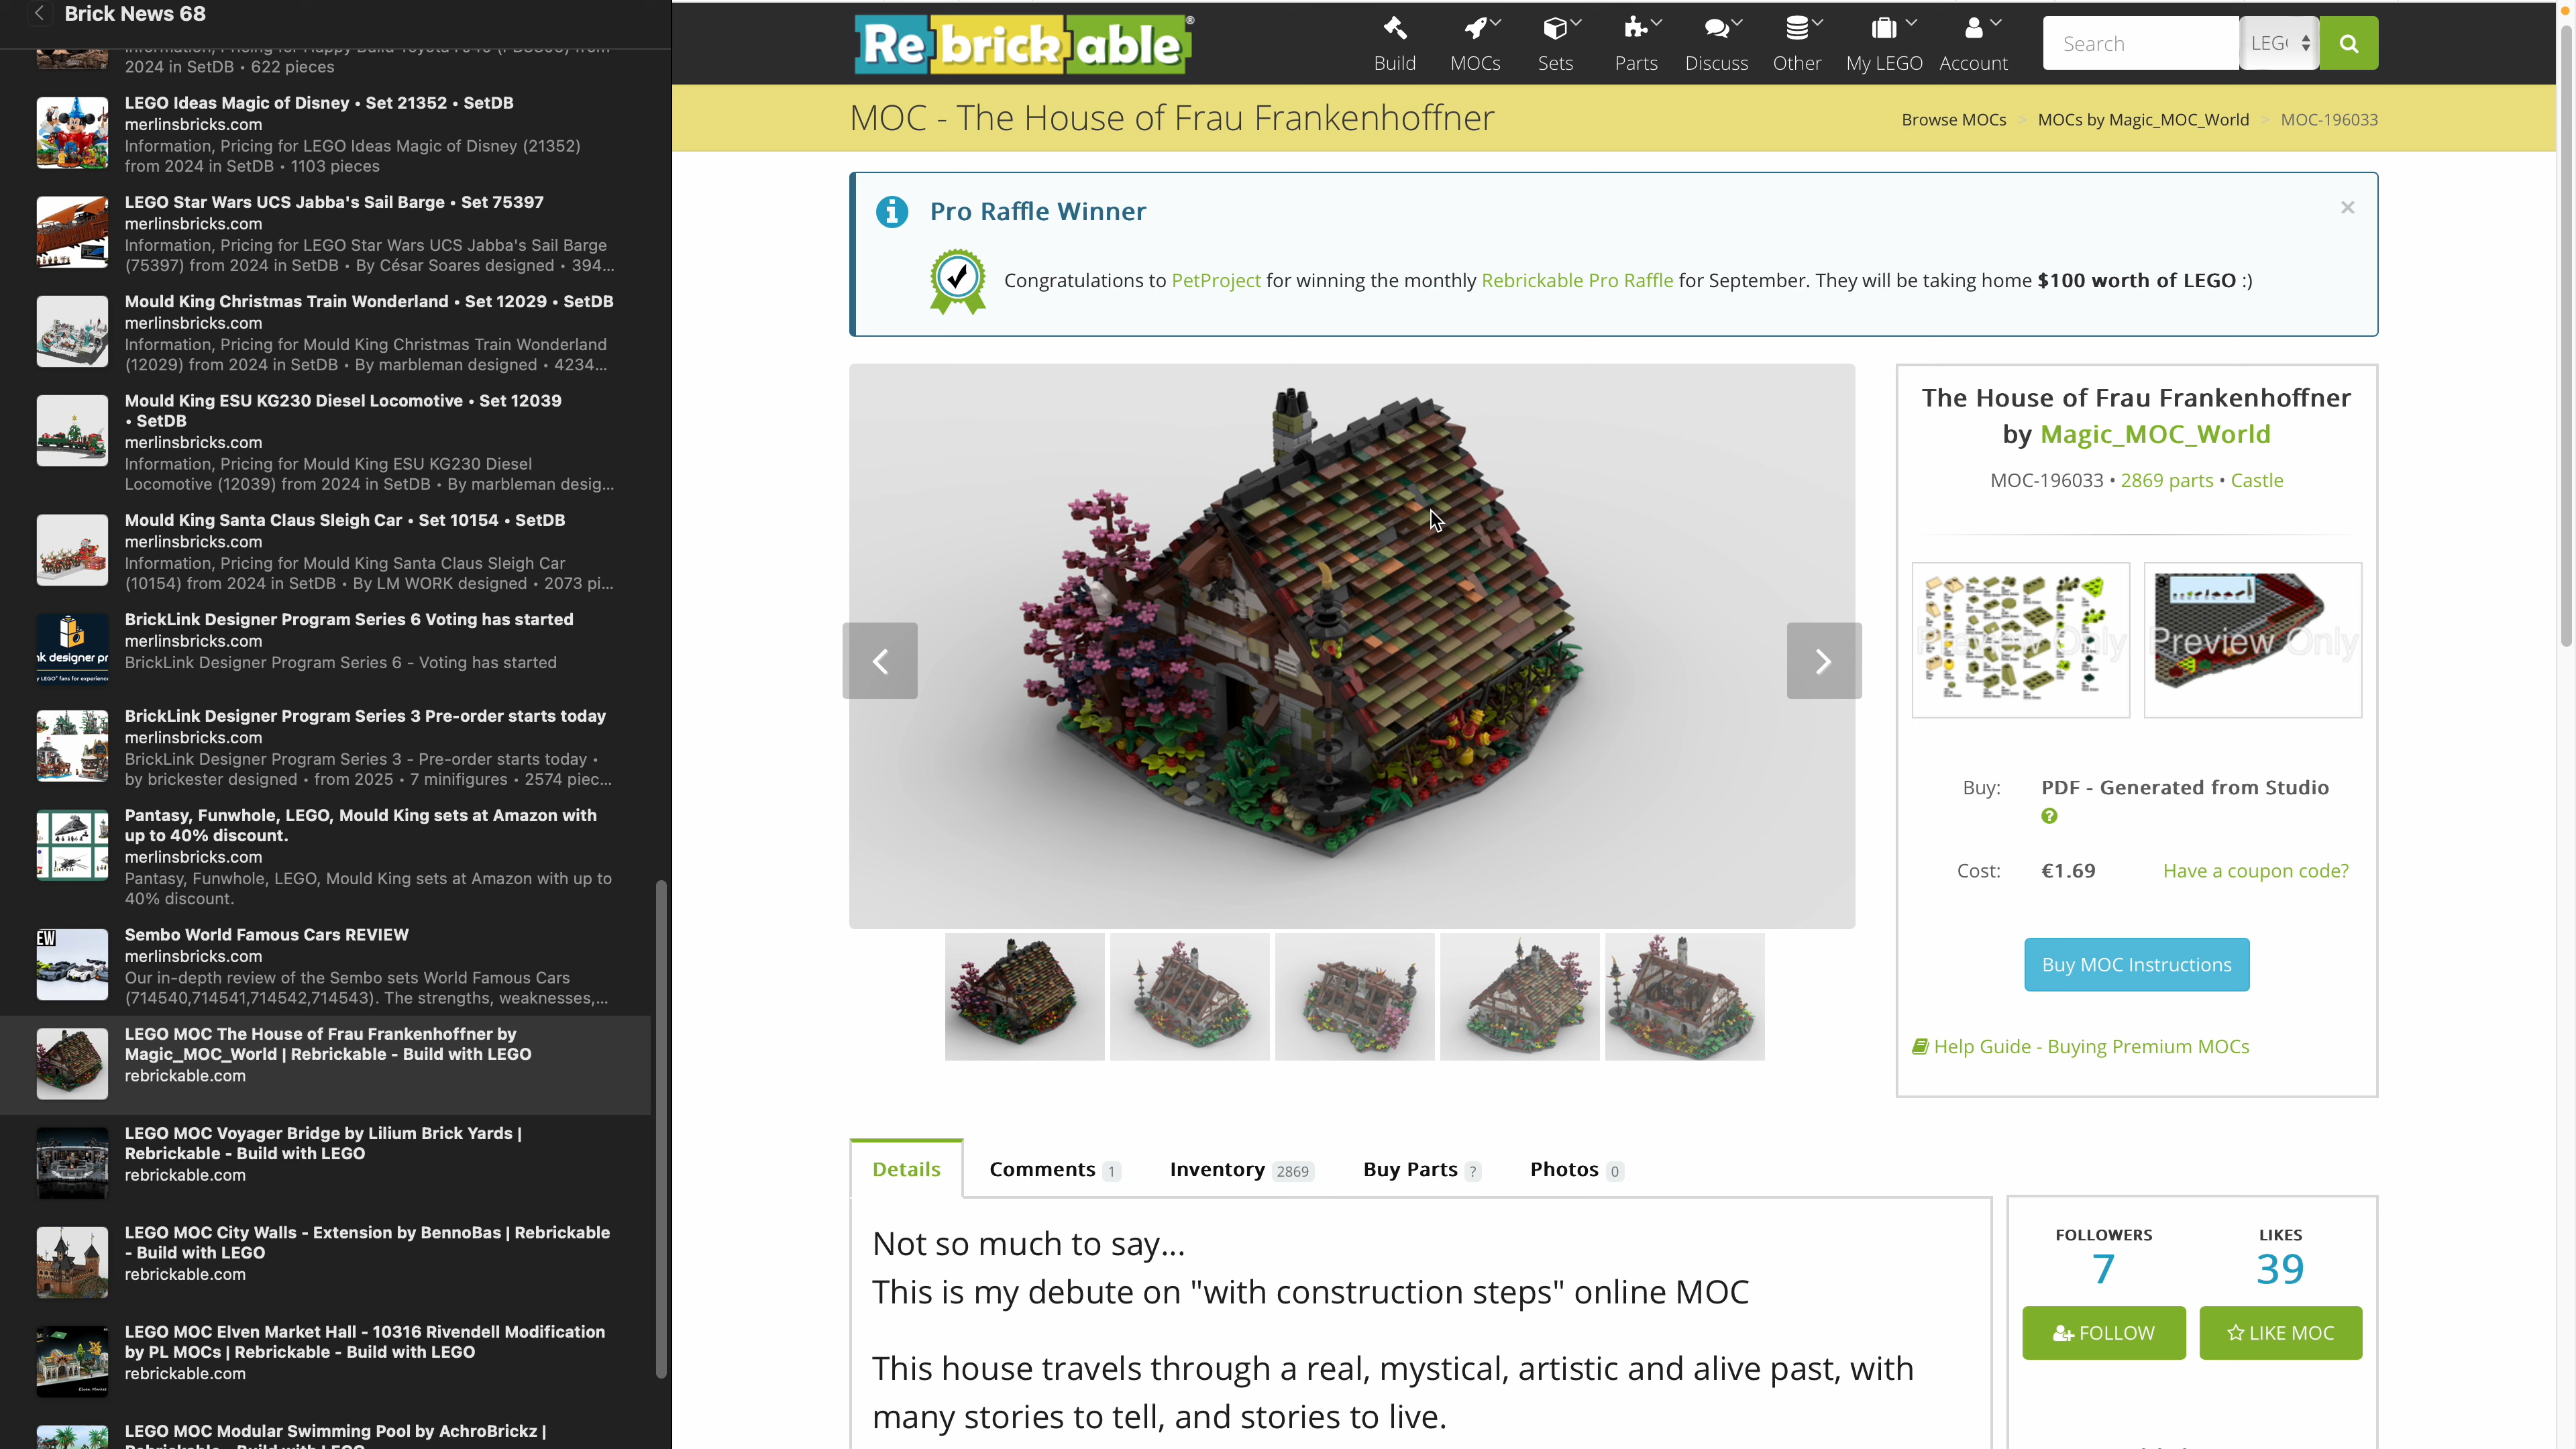 Brick News 68
2024 in SetDB • 622 pieces
LEGO Ideas Magic of Disney • Set 21352 • SetDB
merlinsbricks.com
Information, Pricing for LEGO Ideas Magic of Disney (21352)
from 2024 in SetDB • 1103 pieces
LEGO Star Wars UCS Jabba's Sail Barge • Set 75397
merlinsbricks.com
Information, Pricing for LEGO Star Wars UCS Jabba's Sail Barge
(75397) from 2024 in SetDB • By César Soares designed • 394...
Mould King Christmas Train Wonderland • Set 12029 • SetDB
merlinsbricks.com
Information, Pricing for Mould King Christmas Train Wonderland
(12029) from 2024 in SetDB • By marbleman designed • 4234...
Mould King ESU KG230 Diesel Locomotive • Set 12039
• SetDB
merlinsbricks.com
Information, Pricing for Mould King ESU KG230 Diesel
Locomotive (12039) from 2024 in SetDB • By marbleman desig...
Mould King Santa Claus Sleigh Car • Set 10154 • SetDB
merlinsbricks.com
Information, Pricing for Mould King Santa Claus Sleigh Car
(10154) from 2024 in SetDB • By LM WORK designed • 2073 pi...
BrickLink Designer Program Series 6 Voting has started
merlinsbricks.com
BrickLink Designer Program Series 6 - Voting has started
nk designer pr
BrickLink Designer Program Series 3 Pre-order starts today
merlinsbricks.com
BrickLink Designer Program Series 3 - Pre-order starts today •
by brickester designed • from 2025 • 7 minifigures • 2574 piec...
Pantasy, Funwhole, LEGO, Mould King sets at Amazon with
up to 40% discount.
merlinsbricks.com
Pantasy, Funwhole, LEGO, Mould King sets at Amazon with up to
40% discount.
EW
Sembo World Famous Cars REVIEW
merlinsbricks.com
Our in-depth review of the Sembo sets World Famous Cars
(714540,714541,714542,714543). The strengths, weaknesses,...
LEGO MOC The House of Frau Frankenhoffner by
Magic_MOC_World | Rebrickable - Build with LEGO
rebrickable.com
LEGO MOC Voyager Bridge by Lilium Brick Yards |
Rebrickable - Build with LEGO
rebrickable.com
LEGO MOC City Walls - Extension by BennoBas | Rebrickable
- Build with LEGO
rebrickable.com
LEGO MOC Elven Market Hall - 10316 Rivendell Modification
by PL MOCs | Rebrickable - Build with LEGO
rebrickable.com
LEGO MOC Modular Swimming Pool by AchroBrickz |
Rebrickable - Build with LEGO
Rebrickable®
Build MOCs Sets Parts Discuss Other My LEGO Account
Search
LEG
MOC - The House of Frau Frankenhoffner
Browse MOCs > MOCs by Magic_MOC_World > MOC-196033
Pro Raffle Winner
×
Congratulations to PetProject for winning the monthly Rebrickable Pro Raffle for September. They will be taking home $100 worth of LEGO :)
The House of Frau Frankenhoffner
by Magic_MOC_World
MOC-196033 • 2869 parts • Castle
Preview Only
Preview Only
Buy: PDF - Generated from Studio
?
Cost: €1.69 Have a coupon code?
Buy MOC Instructions
Help Guide - Buying Premium MOCs
Details Comments 1 Inventory 2869 Buy Parts ? Photos 0
Not so much to say...
This is my debute on "with construction steps" online MOC
This house travels through a real, mystical, artistic and alive past, with
many stories to tell, and stories to live.
FOLLOWERS LIKES
7 39
FOLLOW LIKE MOC